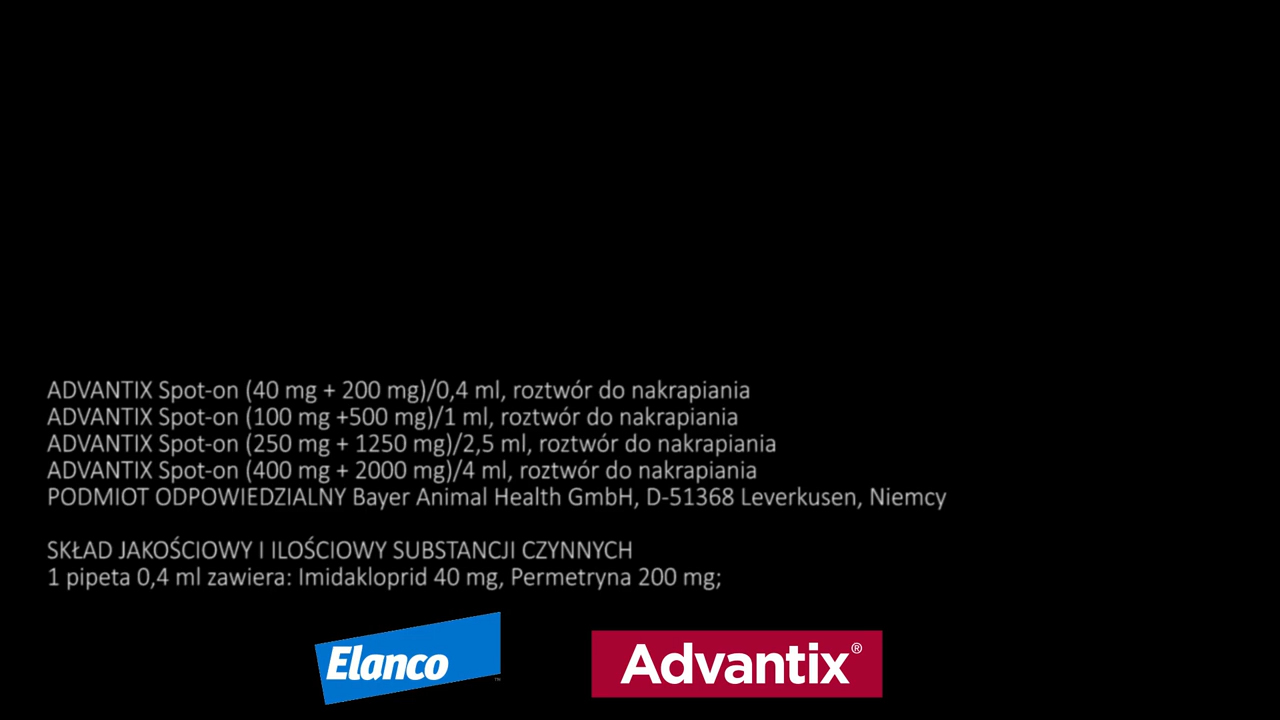 ADVANTIX Spot-on (40 mg + 200 mg)/0,4 ml, roztwór do nakrapiania
ADVANTIX Spot-on (100 mg +500 mg)/1 ml, roztwór do nakrapiania
ADVANTIX Spot-on (250 mg + 1250 mg)/2,5 ml, roztwór do nakrapiania
ADVANTIX Spot-on (400 mg + 2000 mg)/4 ml, roztwór do nakrapiania
PODMIOT ODPOWIEDZIALNY Bayer Animal Health GmbH, D-51368 Leverkusen, Niemcy
SKŁAD JAKOŚCIOWY I ILOŚCIOWY SUBSTANCJI CZYNNYCH
1 pipeta 0,4 ml zawiera: Imidakloprid 40 mg, Permetryna 200 mg;
Elanco™
Advantix®